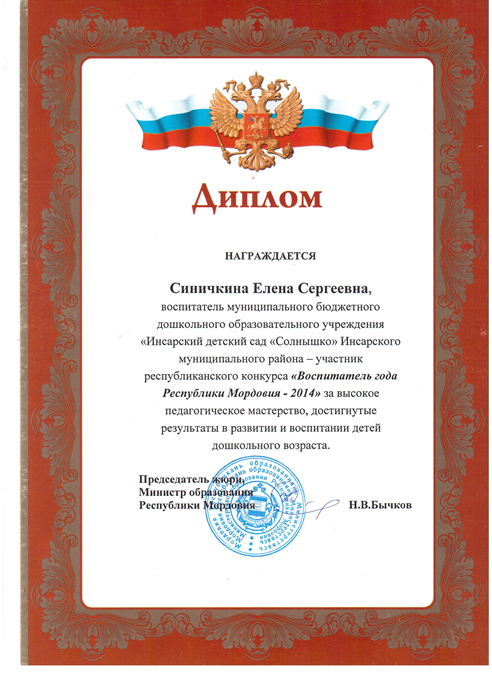 Диплом
НАГРАЖДАЕТСЯ
Синичкина Елена Сергеевна,
воспитатель муниципального бюджетного
дошкольного образовательного учреждения
«Инсарский детский сад «Солнышко» Инсарского
муниципального района – участник
республиканского конкурса «Воспитатель года
Республики Мордовия - 2014» за высокое
педагогическое мастерство, достигнутые
результаты в развитии и воспитании детей
дошкольного возраста.
Председатель жюри,
Министр образования
Республики Мордовия Н.В.Бычков